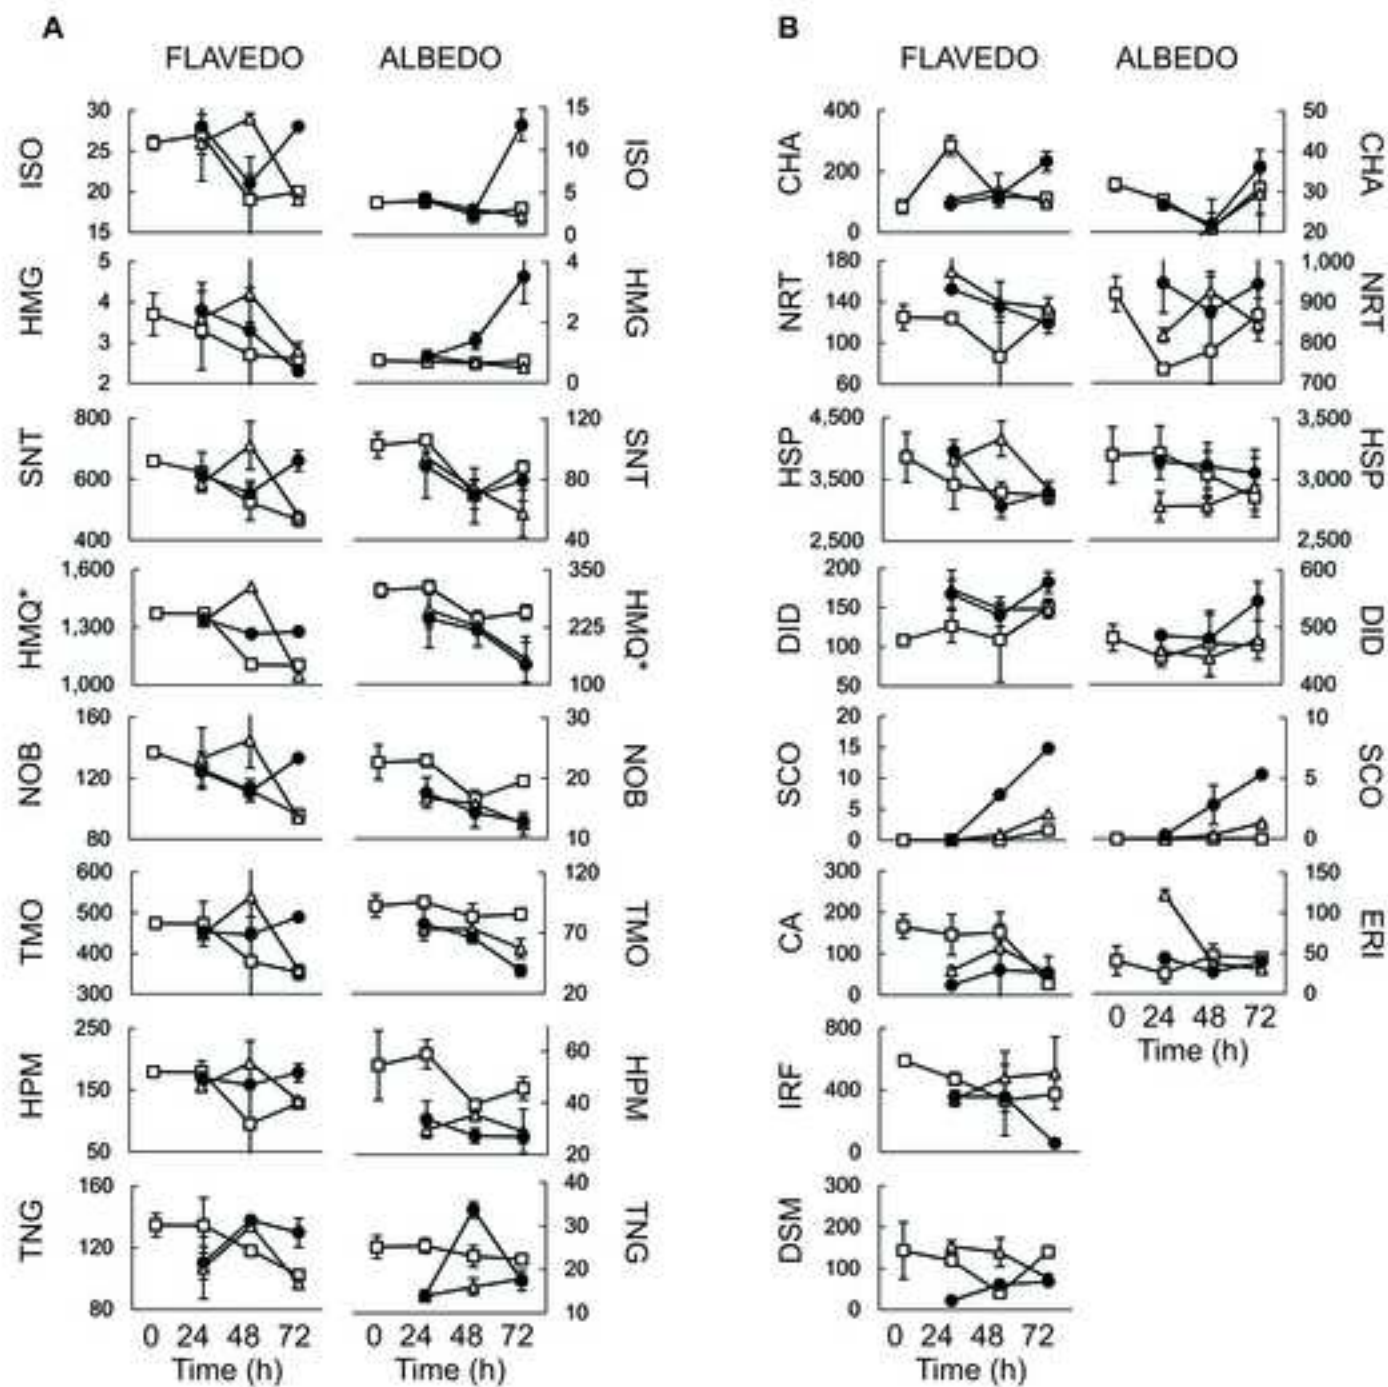 A
FLAVEDO ALBEDO
ISO 30 25 20 15 15 10 5 0 ISO
HMG 5 4 3 2 4 2 0 HMG
SNT 800 600 400 120 80 40 SNT
HMQ* 1,600 1,300 1,000 350 225 100 HMQ*
NOB 160 120 80 30 20 10 NOB
TMO 600 500 400 300 120 70 20 TMO
HPM 250 150 50 60 40 20 HPM
TNG 160 120 80 40 30 20 10 TNG
0 24 48 72 0 24 48 72
Time (h) Time (h)
B
FLAVEDO ALBEDO
CHA 400 200 0 50 40 30 20 CHA
NRT 180 140 100 60 1,000 900 800 700 NRT
HSP 4,500 3,500 2,500 3,500 3,000 2,500 HSP
DID 200 150 100 50 600 500 400 DID
SCO 20 15 10 5 0 10 5 0 SCO
CA 300 200 100 0 150 100 50 0 ERI
0 24 48 72
Time (h)
IRF 800 400 0
DSM 300 200 100 0
0 24 48 72
Time (h)